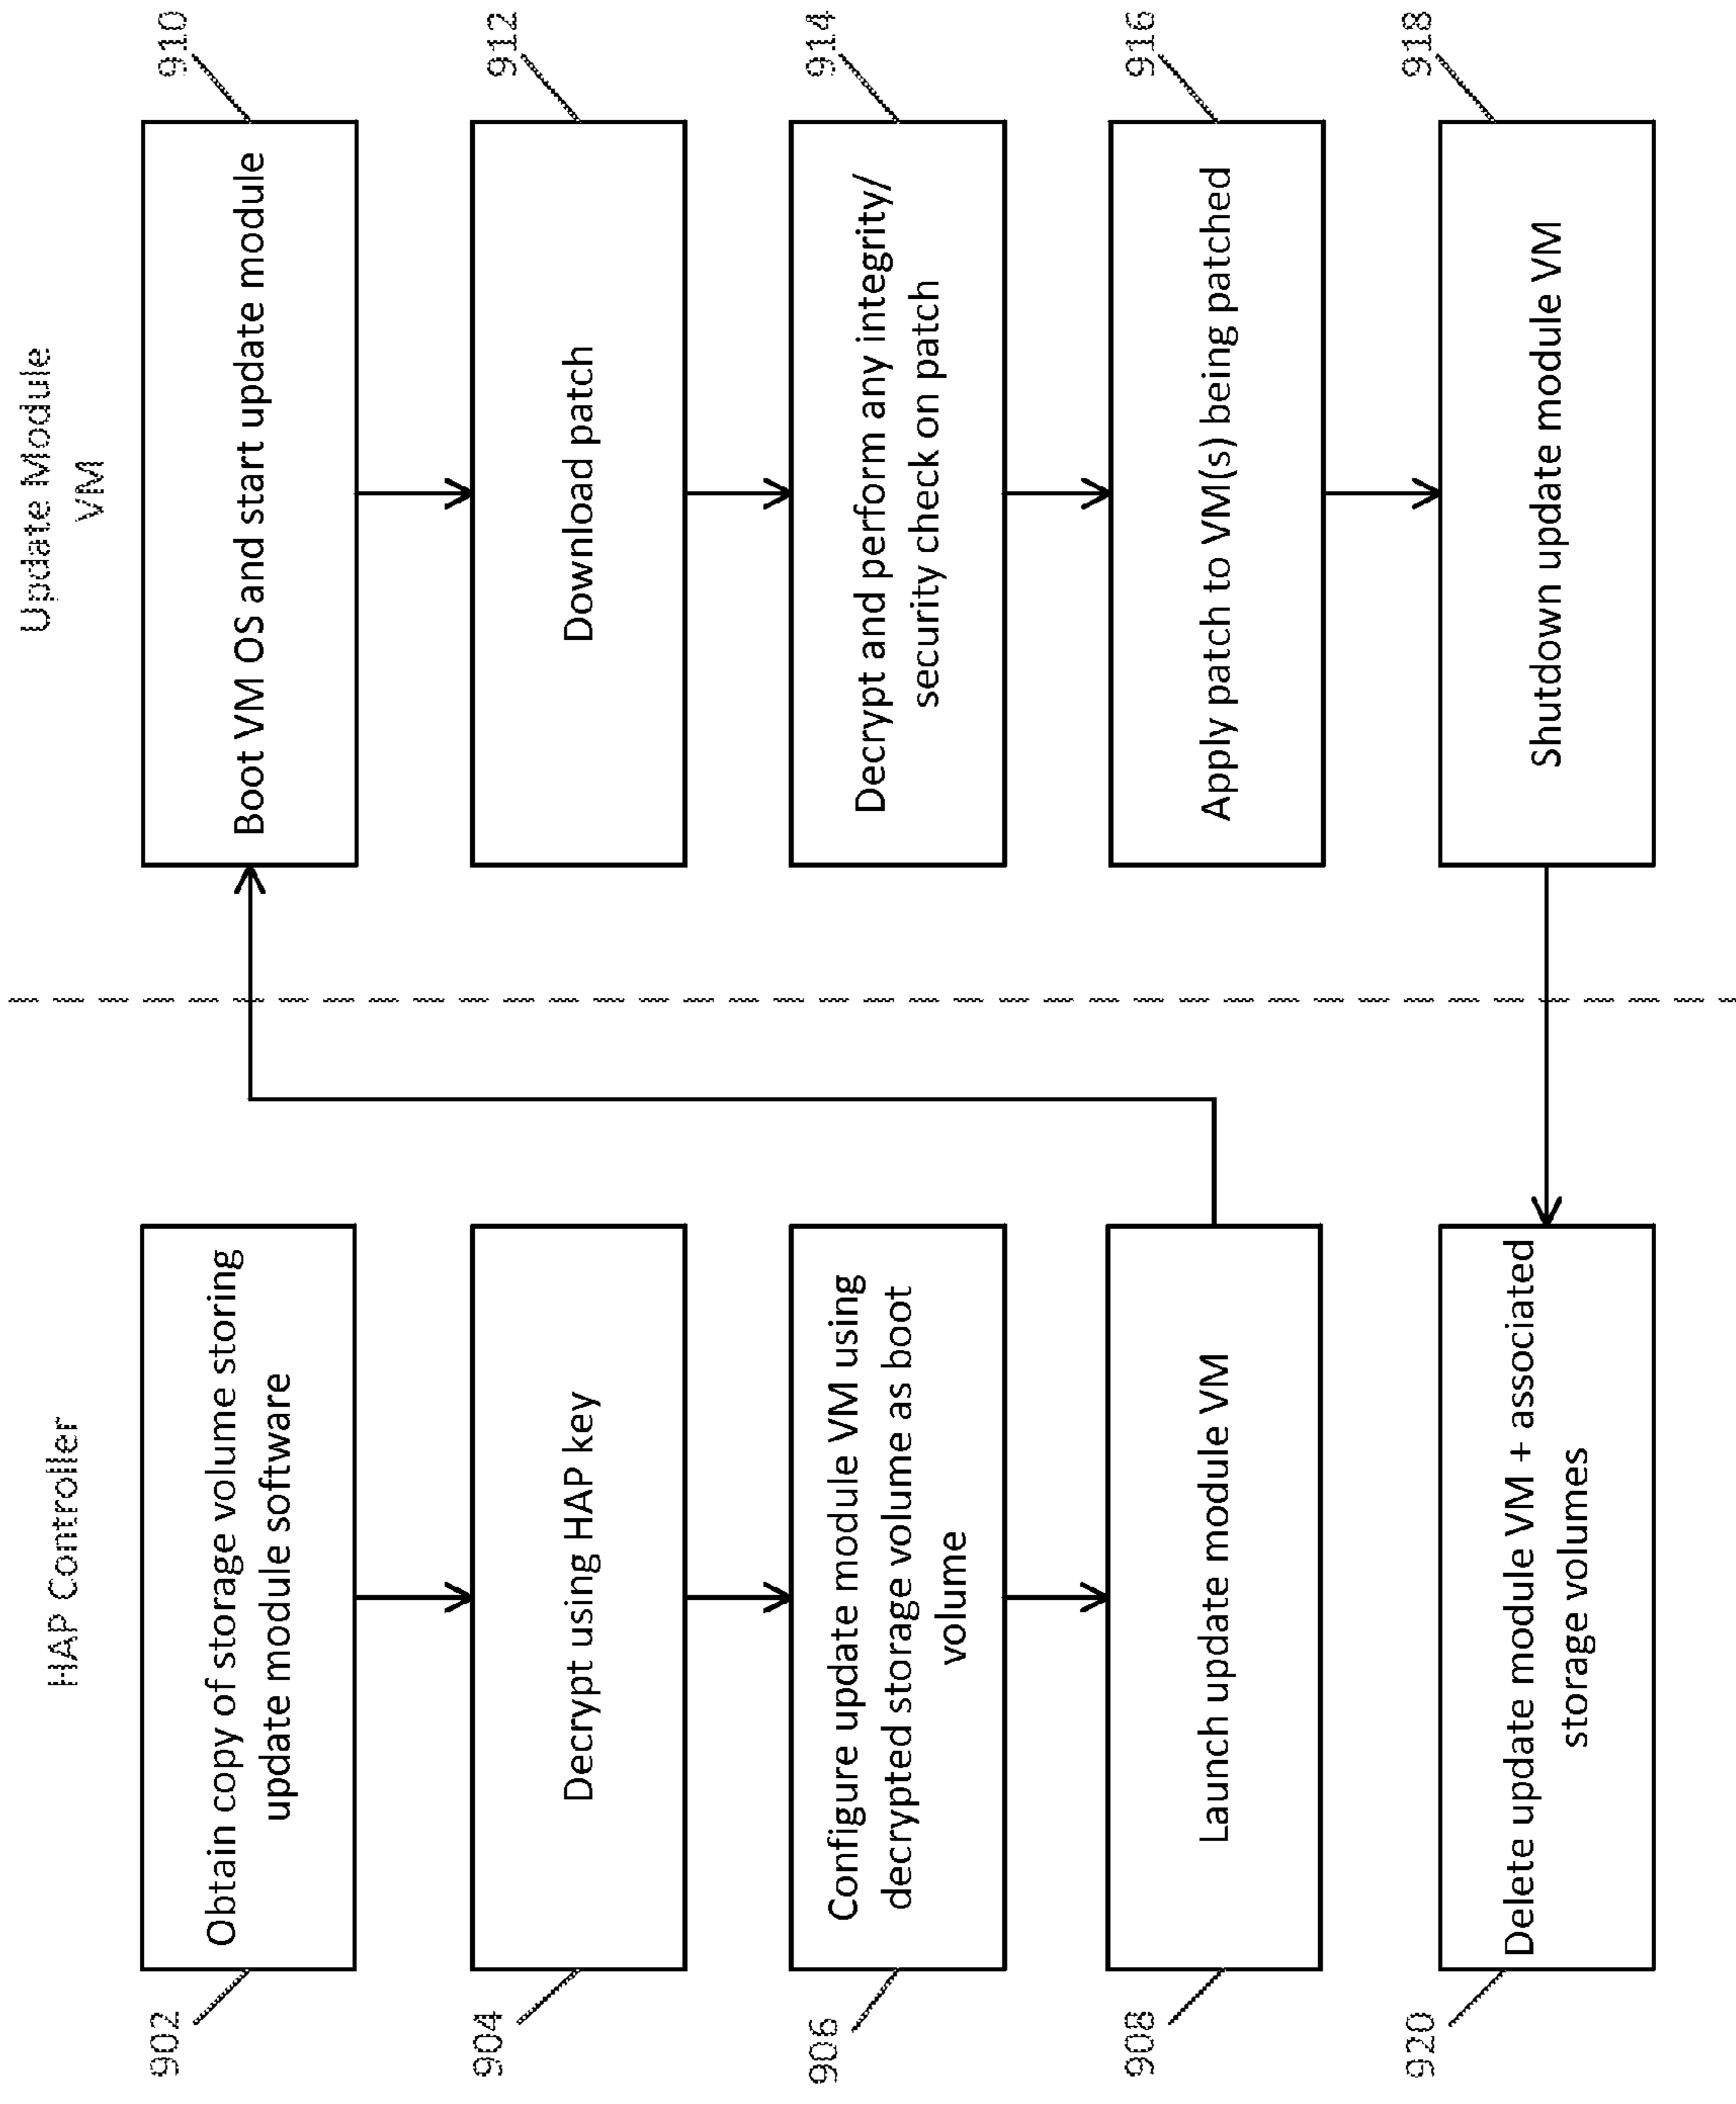 HAP Controller
Update Module
VM
902
Obtain copy of storage volume storing
update module software
904
Decrypt using HAP key
906
Configure update module VM using
decrypted storage volume as boot
volume
908
Launch update module VM
910
Boot VM OS and start update module
912
Download patch
914
Decrypt and perform any integrity/
security check on patch
916
Apply patch to VM(s) being patched
918
Shutdown update module VM
920
Delete update module VM + associated
storage volumes